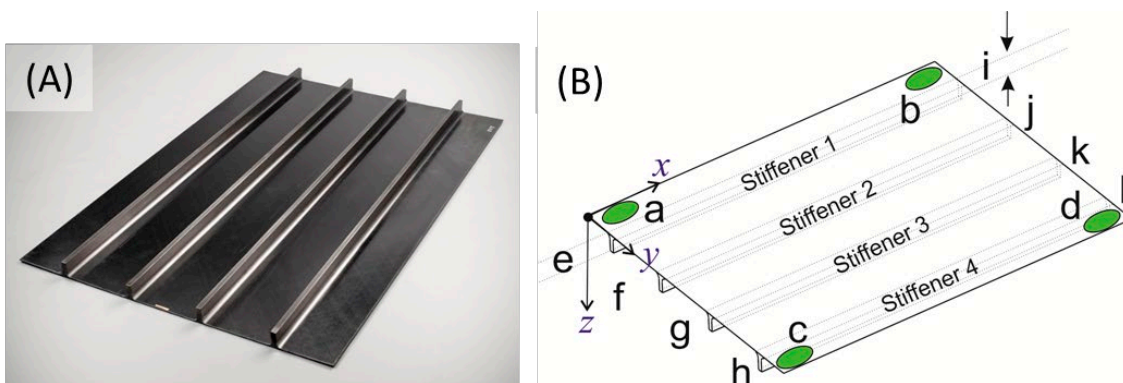 (A)
(B)
i
b
j
Stiffener 1
k
x
l
a
Stiffener 2
d
e
y
Stiffener 3
f
z
g
Stiffener 4
c
h